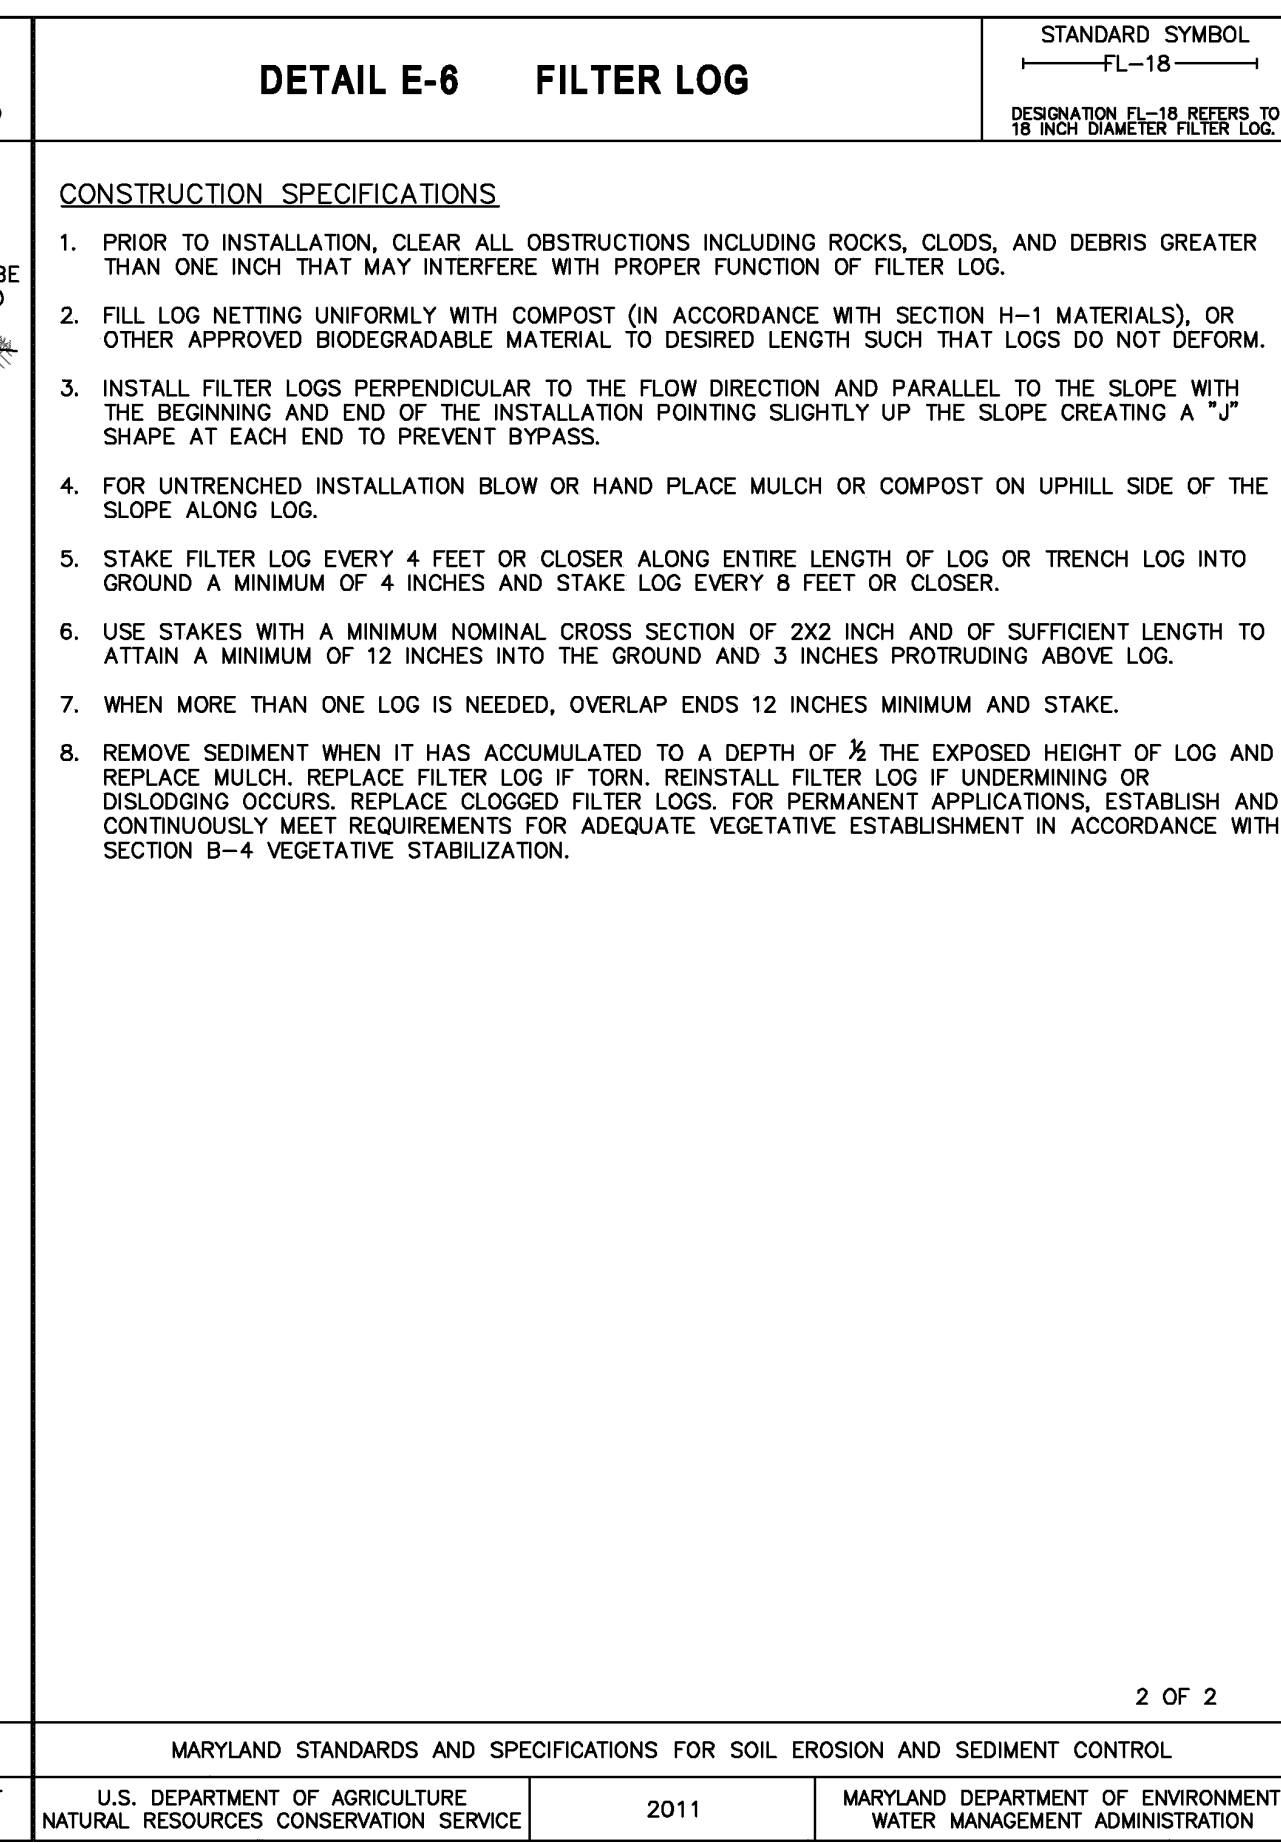 DETAIL E-6 FILTER LOG
STANDARD SYMBOL
FL-18
DESIGNATION FL-18 REFERS TO
18 INCH DIAMETER FILTER LOG.
CONSTRUCTION SPECIFICATIONS
1. PRIOR TO INSTALLATION, CLEAR ALL OBSTRUCTIONS INCLUDING ROCKS, CLODS, AND DEBRIS GREATER
THAN ONE INCH THAT MAY INTERFERE WITH PROPER FUNCTION OF FILTER LOG.
BE
2. FILL LOG NETTING UNIFORMLY WITH COMPOST (IN ACCORDANCE WITH SECTION H-1 MATERIALS), OR
OTHER APPROVED BIODEGRADABLE MATERIAL TO DESIRED LENGTH SUCH THAT LOGS DO NOT DEFORM.
3. INSTALL FILTER LOGS PERPENDICULAR TO THE FLOW DIRECTION AND PARALLEL TO THE SLOPE WITH
THE BEGINNING AND END OF THE INSTALLATION POINTING SLIGHTLY UP THE SLOPE CREATING A "J"
SHAPE AT EACH END TO PREVENT BYPASS.
4. FOR UNTRENCHED INSTALLATION BLOW OR HAND PLACE MULCH OR COMPOST ON UPHILL SIDE OF THE
SLOPE ALONG LOG.
5. STAKE FILTER LOG EVERY 4 FEET OR CLOSER ALONG ENTIRE LENGTH OF LOG OR TRENCH LOG INTO
GROUND A MINIMUM OF 4 INCHES AND STAKE LOG EVERY 8 FEET OR CLOSER.
6. USE STAKES WITH A MINIMUM NOMINAL CROSS SECTION OF 2X2 INCH AND OF SUFFICIENT LENGTH TO
ATTAIN A MINIMUM OF 12 INCHES INTO THE GROUND AND 3 INCHES PROTRUDING ABOVE LOG.
7. WHEN MORE THAN ONE LOG IS NEEDED, OVERLAP ENDS 12 INCHES MINIMUM AND STAKE.
8. REMOVE SEDIMENT WHEN IT HAS ACCUMULATED TO A DEPTH OF ½ THE EXPOSED HEIGHT OF LOG AND
REPLACE MULCH. REPLACE FILTER LOG IF TORN. REINSTALL FILTER LOG IF UNDERMINING OR
DISLODGING OCCURS. REPLACE CLOGGED FILTER LOGS. FOR PERMANENT APPLICATIONS, ESTABLISH AND
CONTINUOUSLY MEET REQUIREMENTS FOR ADEQUATE VEGETATIVE ESTABLISHMENT IN ACCORDANCE WITH
SECTION B-4 VEGETATIVE STABILIZATION.
2 OF 2
MARYLAND STANDARDS AND SPECIFICATIONS FOR SOIL EROSION AND SEDIMENT CONTROL
U.S. DEPARTMENT OF AGRICULTURE
NATURAL RESOURCES CONSERVATION SERVICE
2011
MARYLAND DEPARTMENT OF ENVIRONMENT
WATER MANAGEMENT ADMINISTRATION